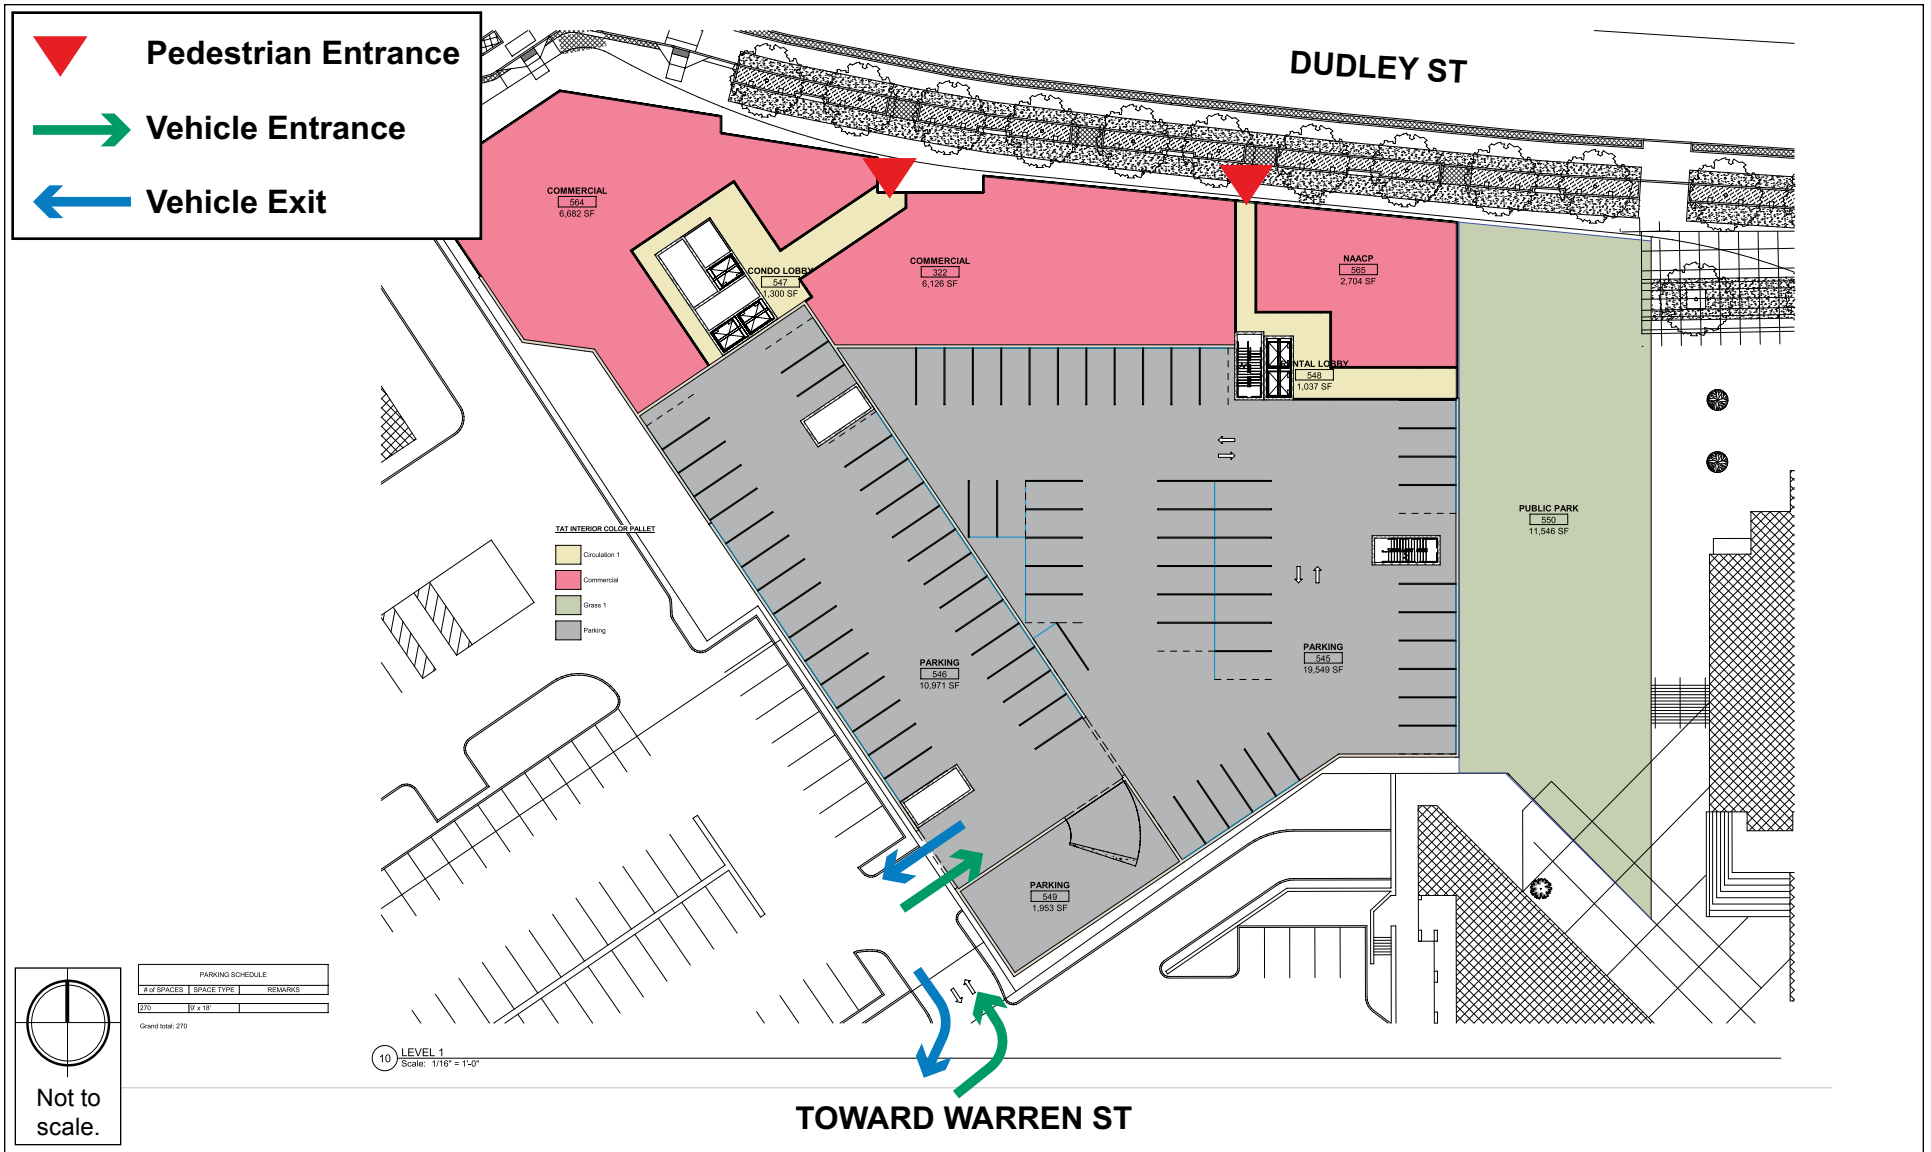 Pedestrian Entrance
Vehicle Entrance
Vehicle Exit
DUDLEY ST
COMMERCIAL
564
6,682 SF
CONDO LOBBY
547
1,300 SF
COMMERCIAL
322
6,126 SF
NAACP
565
2,704 SF
RENTAL LOBBY
548
1,037 SF
PUBLIC PARK
550
11,546 SF
TAT INTERIOR COLOR PALLET
Circulation 1
Commercial
Grass 1
Parking
PARKING
546
10,971 SF
PARKING
545
19,549 SF
PARKING
549
1,953 SF
PARKING SCHEDULE
# of SPACES SPACE TYPE REMARKS
270 9' x 18'
Grand total: 270
10 LEVEL 1
Scale: 1/16" = 1'-0"
Not to
scale.
TOWARD WARREN ST